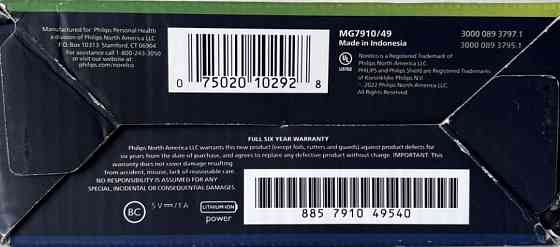 Manufactured for: Philips Personal Health
a division of Philips North America LLC
P.O. Box 10313 Stamford, CT 06904
For assistance call 1-800-243-3050
or visit our website at:
philips.com/norelco
0 75020 10292 8
MG7910/49
Made in Indonesia
3000 089 3797.1
3000 089 3795.1
Norelco is a Registered Trademark of
Philips North America LLC.
PHILIPS and Philips Shield are Registered Trademarks
of Koninklijke Philips N.V.
©2022 Philips North America LLC.
All Rights Reserved.
FULL SIX YEAR WARRANTY
Philips North America LLC warrants this new product (except foils, cutters and guards) against product defects for
six years from the date of purchase, and agrees to replace any defective product without charge. IMPORTANT: This
warranty does not cover damage resulting
from accident, misuse, lack of reasonable care.
NO RESPONSIBILITY IS ASSUMED FOR ANY
SPECIAL, INCIDENTAL OR CONSEQUENTIAL DAMAGES.
BC
5V⎓/1A
LITHIUM ION
power
885 7910 49540